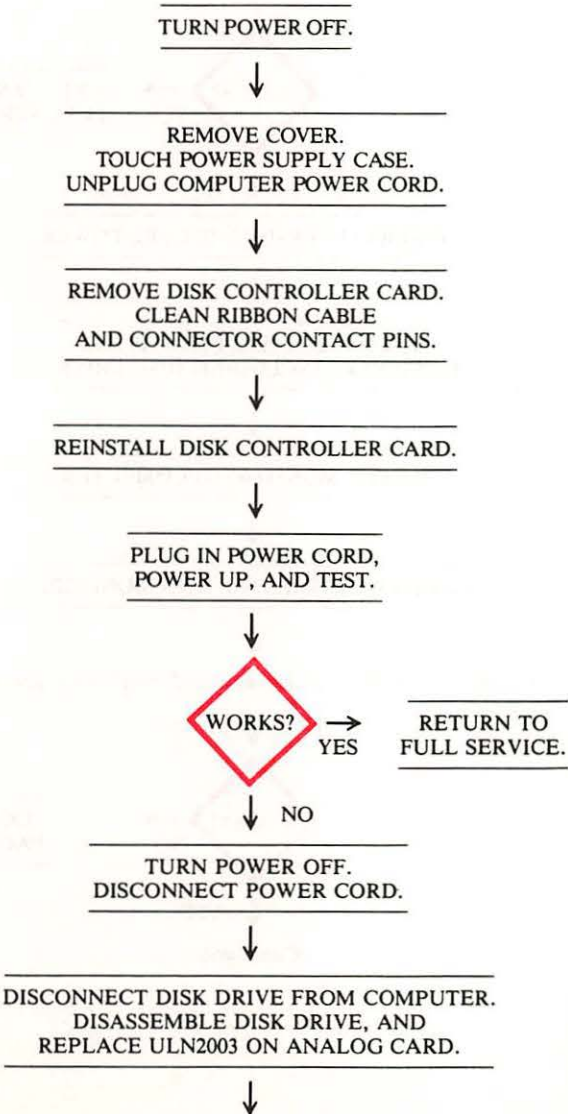 TURN POWER OFF.
REMOVE COVER.
TOUCH POWER SUPPLY CASE.
UNPLUG COMPUTER POWER CORD.
REMOVE DISK CONTROLLER CARD.
CLEAN RIBBON CABLE
AND CONNECTOR CONTACT PINS.
REINSTALL DISK CONTROLLER CARD.
PLUG IN POWER CORD,
POWER UP, AND TEST.
WORKS?
YES
RETURN TO
FULL SERVICE.
NO
TURN POWER OFF.
DISCONNECT POWER CORD.
DISCONNECT DISK DRIVE FROM COMPUTER.
DISASSEMBLE DISK DRIVE, AND
REPLACE ULN2003 ON ANALOG CARD.